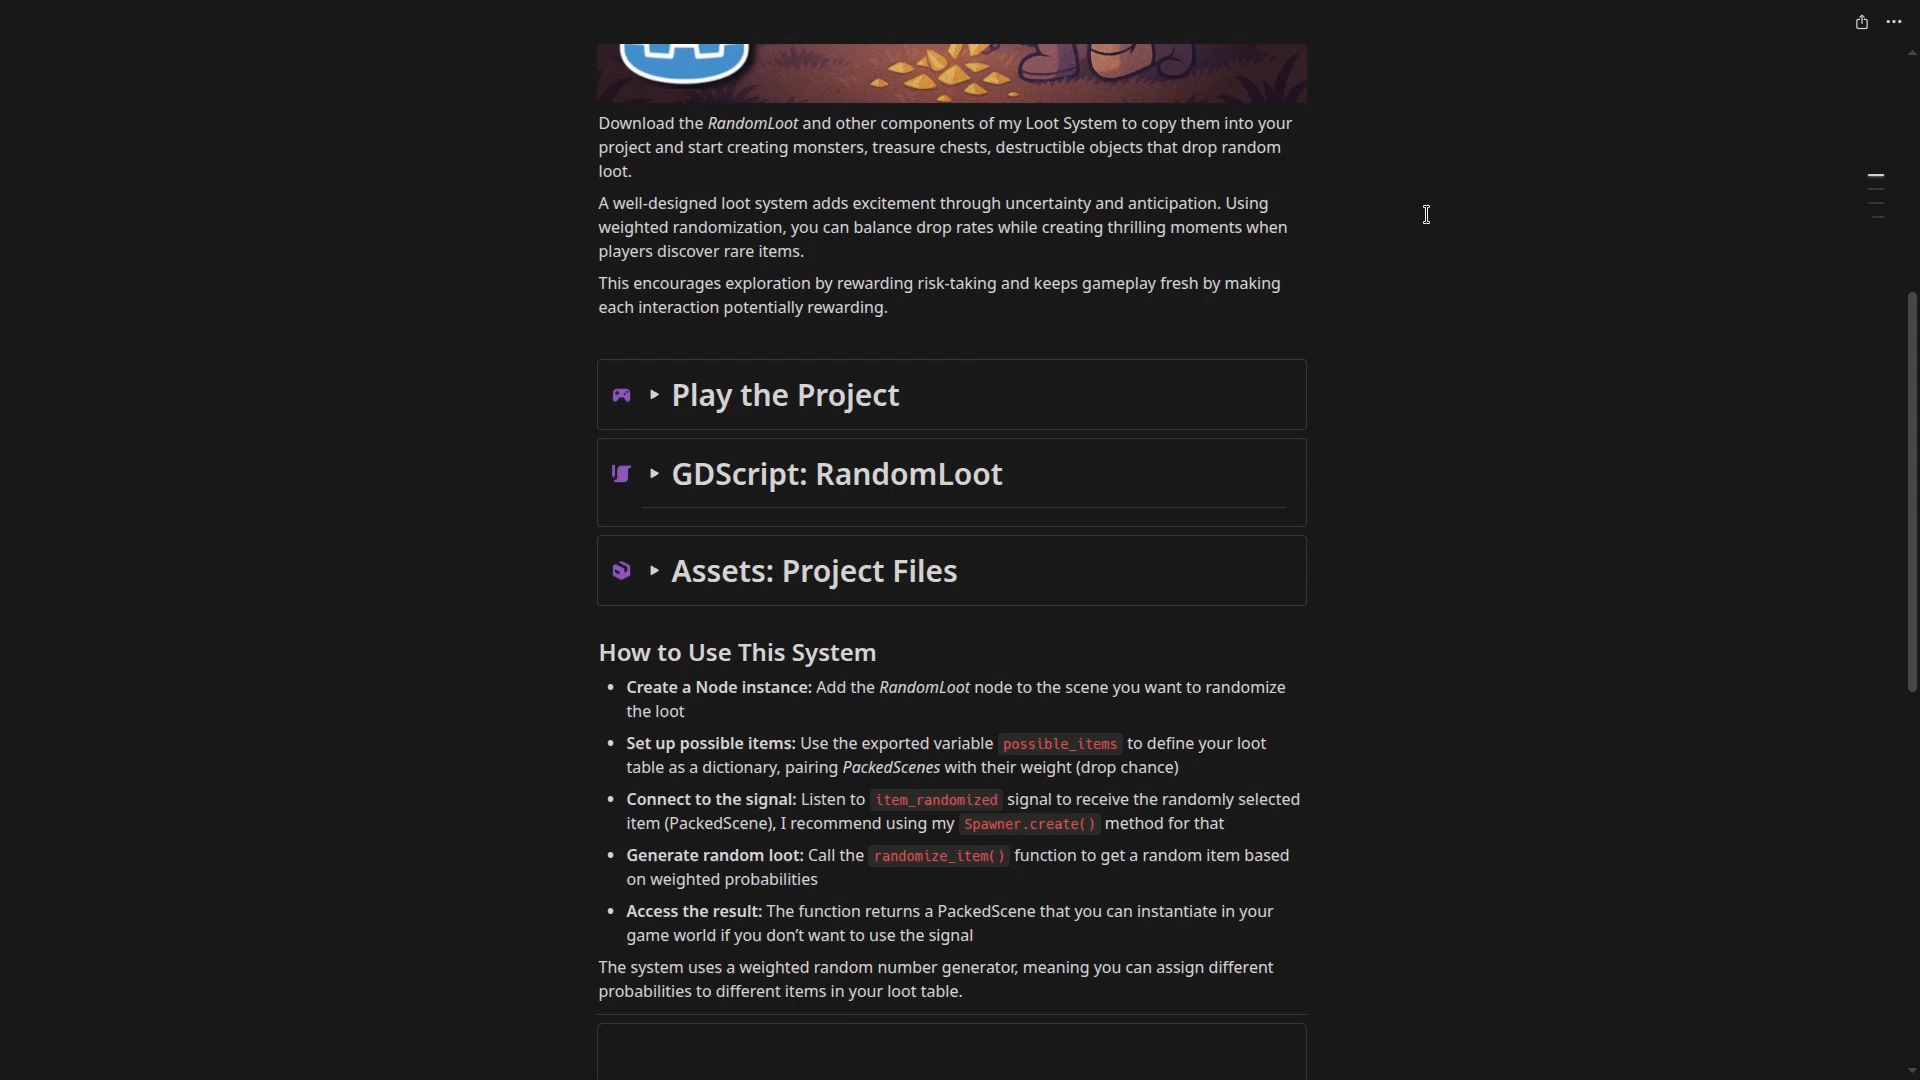 Download the RandomLoot and other components of my Loot System to copy them into your
project and start creating monsters, treasure chests, destructible objects that drop random
loot.
A well-designed loot system adds excitement through uncertainty and anticipation. Using
weighted randomization, you can balance drop rates while creating thrilling moments when
players discover rare items.
This encourages exploration by rewarding risk-taking and keeps gameplay fresh by making
each interaction potentially rewarding.
Play the Project
GDScript: RandomLoot
Assets: Project Files
How to Use This System
• Create a Node instance: Add the RandomLoot node to the scene you want to randomize
the loot
• Set up possible items: Use the exported variable possible_items to define your loot
table as a dictionary, pairing PackedScenes with their weight (drop chance)
• Connect to the signal: Listen to item_randomized signal to receive the randomly selected
item (PackedScene), I recommend using my Spawner.create() method for that
• Generate random loot: Call the randomize_item() function to get a random item based
on weighted probabilities
• Access the result: The function returns a PackedScene that you can instantiate in your
game world if you don’t want to use the signal
The system uses a weighted random number generator, meaning you can assign different
probabilities to different items in your loot table.